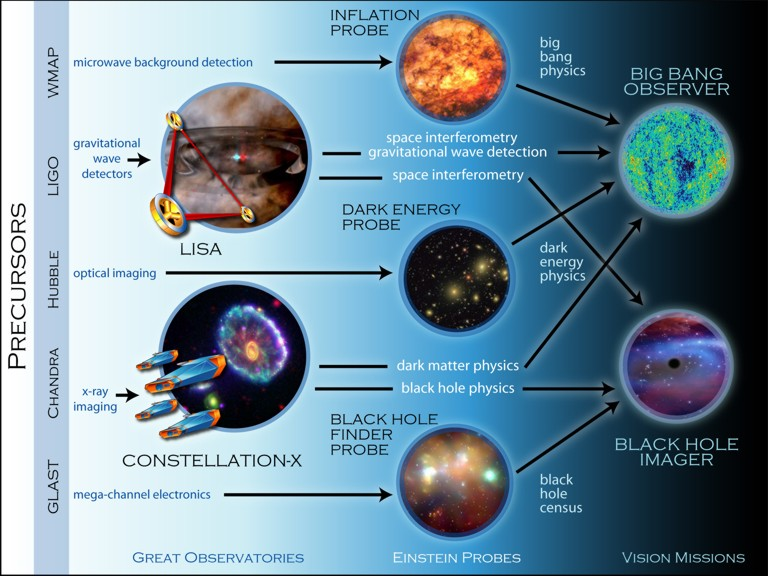 PRECURSORS
WMAP
LIGO
HUBBLE
CHANDRA
GLAST
INFLATION
PROBE
microwave background detection
big
bang
physics
BIG BANG
OBSERVER
gravitational
wave
detectors
space interferometry
gravitational wave detection
space interferometry
LISA
DARK ENERGY
PROBE
optical imaging
dark
energy
physics
x-ray
imaging
dark matter physics
black hole physics
CONSTELLATION-X
BLACK HOLE
FINDER
PROBE
BLACK HOLE
IMAGER
mega-channel electronics
black
hole
census
GREAT OBSERVATORIES
EINSTEIN PROBES
VISION MISSIONS